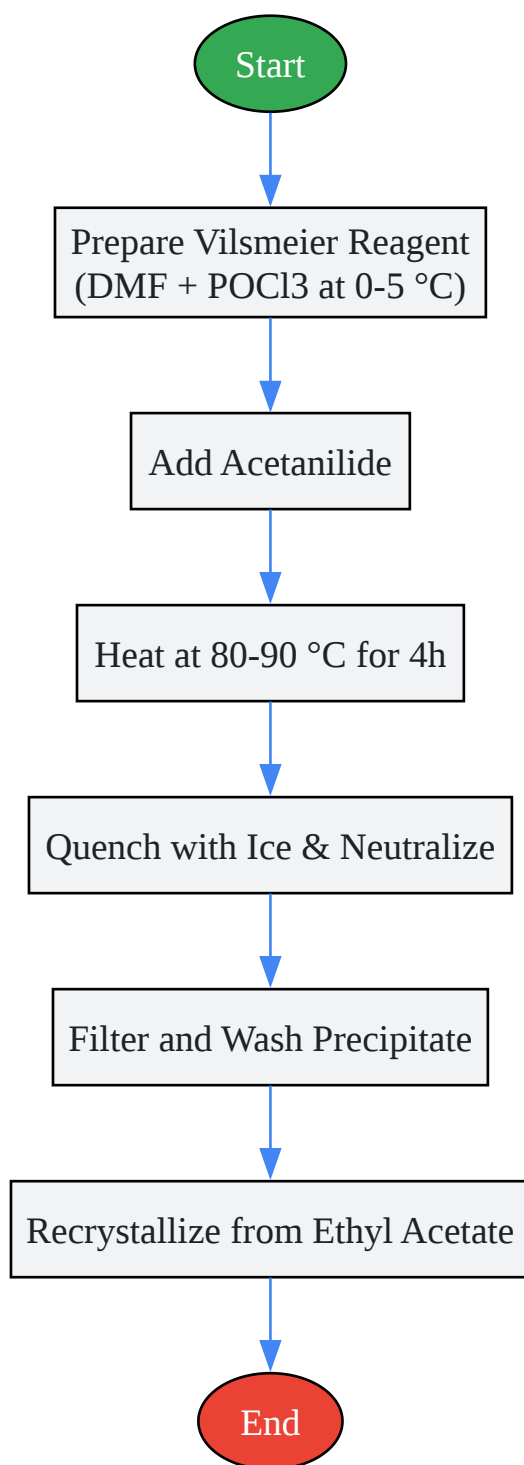 Start
Prepare Vilsmeier Reagent
(DMF + POCl3 at 0-5 °C)
Add Acetanilide
Heat at 80-90 °C for 4h
Quench with Ice & Neutralize
Filter and Wash Precipitate
Recrystallize from Ethyl Acetate
End